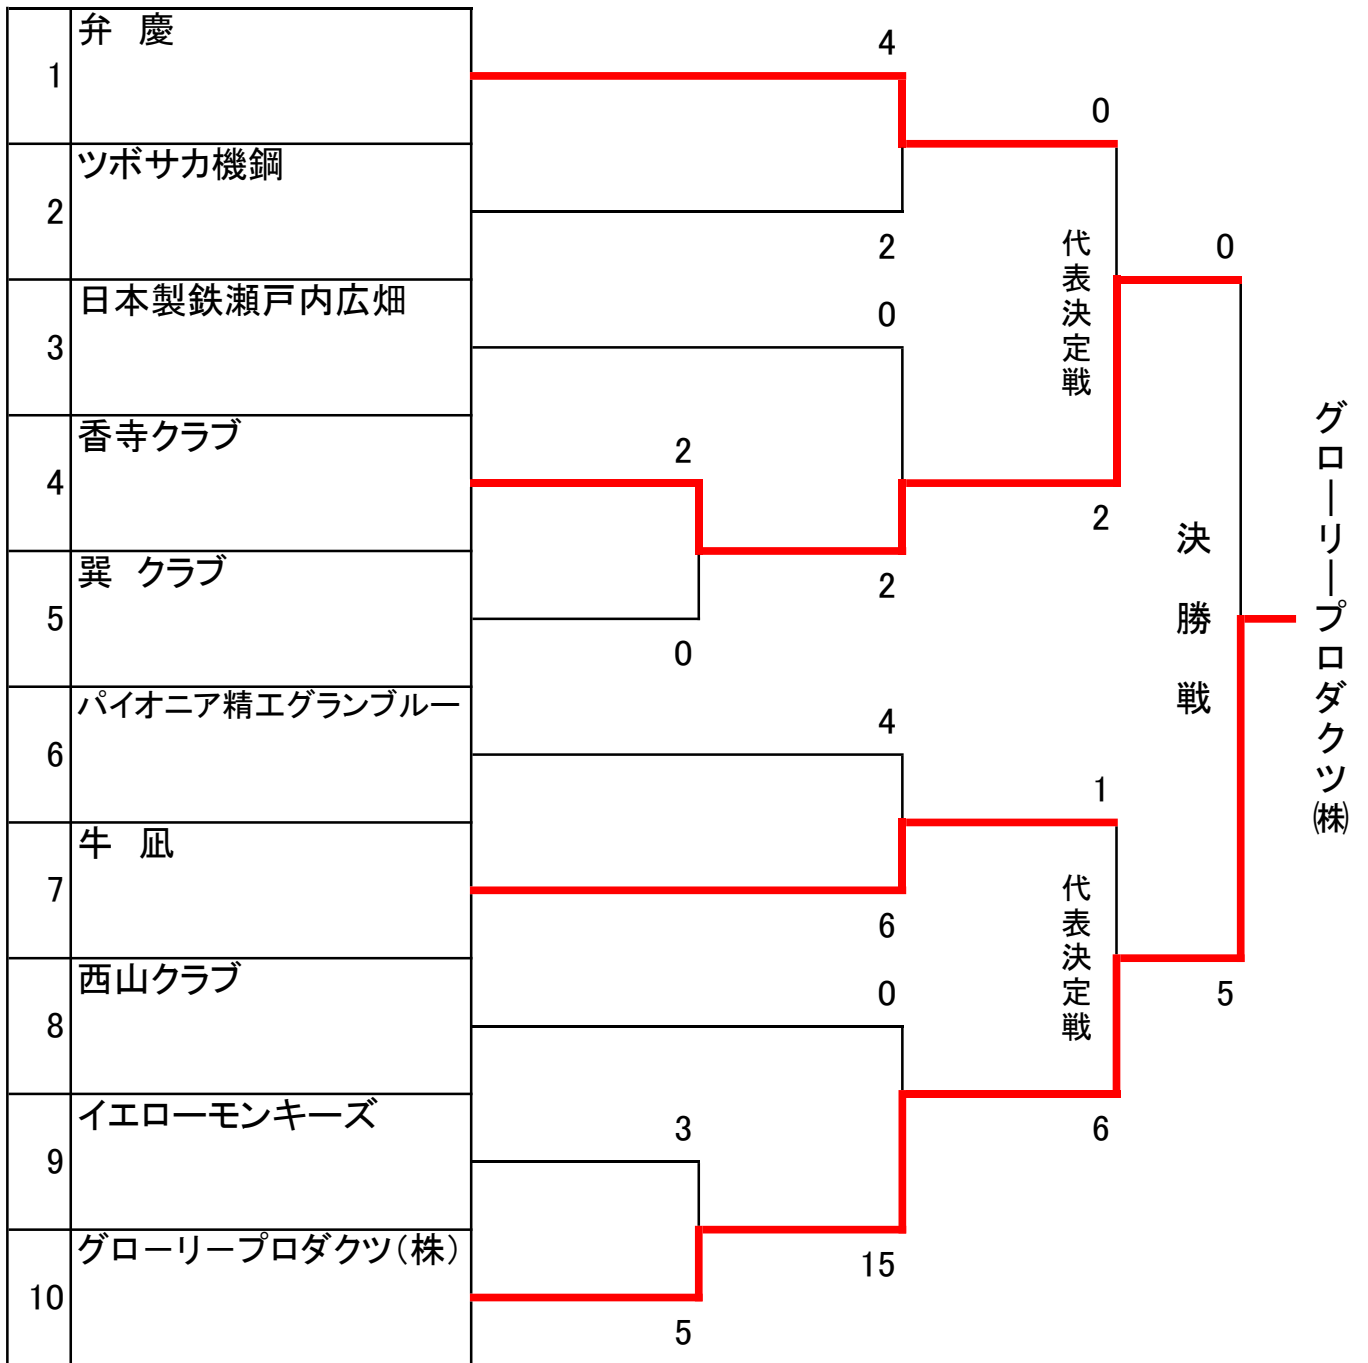 1 弁 慶
2 ツボサカ機鋼
3 日本製鉄瀬戸内広畑
4 香寺クラブ
5 巽 クラブ
6 パイオニア精工グランブルー
7 牛 凪
8 西山クラブ
9 イエローモンキーズ
10 グローリープロダクツ(株)
4
2
0
2
0
2
4
6
0
3
5
15
0
2
1
6
0
5
代表決定戦
代表決定戦
決勝戦
グローリープロダクツ㈱